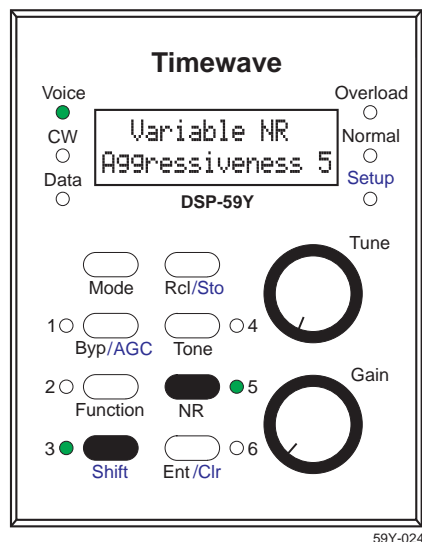 Timewave
Voice
Overload
CW
Variable NR
Normal
Data
Aggressiveness 5
Setup
DSP-59Y
Tune
Mode
Rcl/Sto
1
4
Byp/AGC
Tone
Gain
2
5
Function
NR
3
6
Shift
Ent/Clr
59Y-024